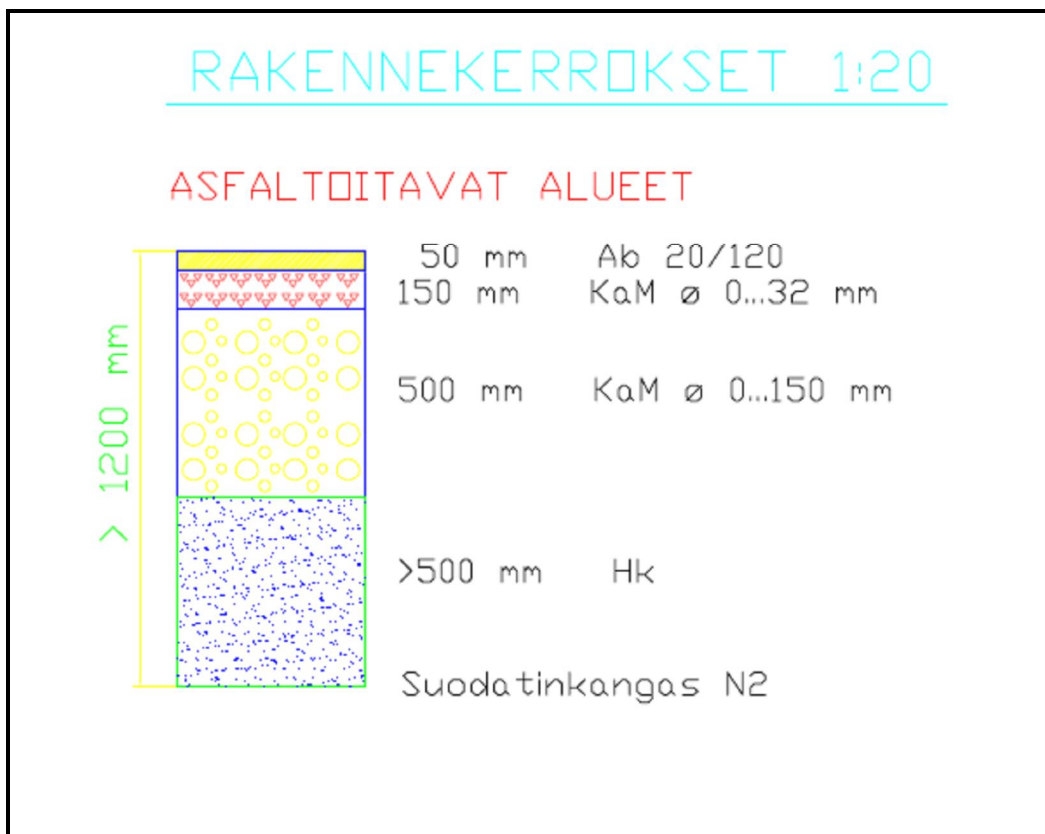 RAKENNEKERROKSET 1:20
ASFALTOITAVAT ALUEET
50 mm Ab 20/120
150 mm KaM ø 0...32 mm
500 mm KaM ø 0...150 mm
>500 mm Hk
Suodatinkangas N2
> 1200 mm